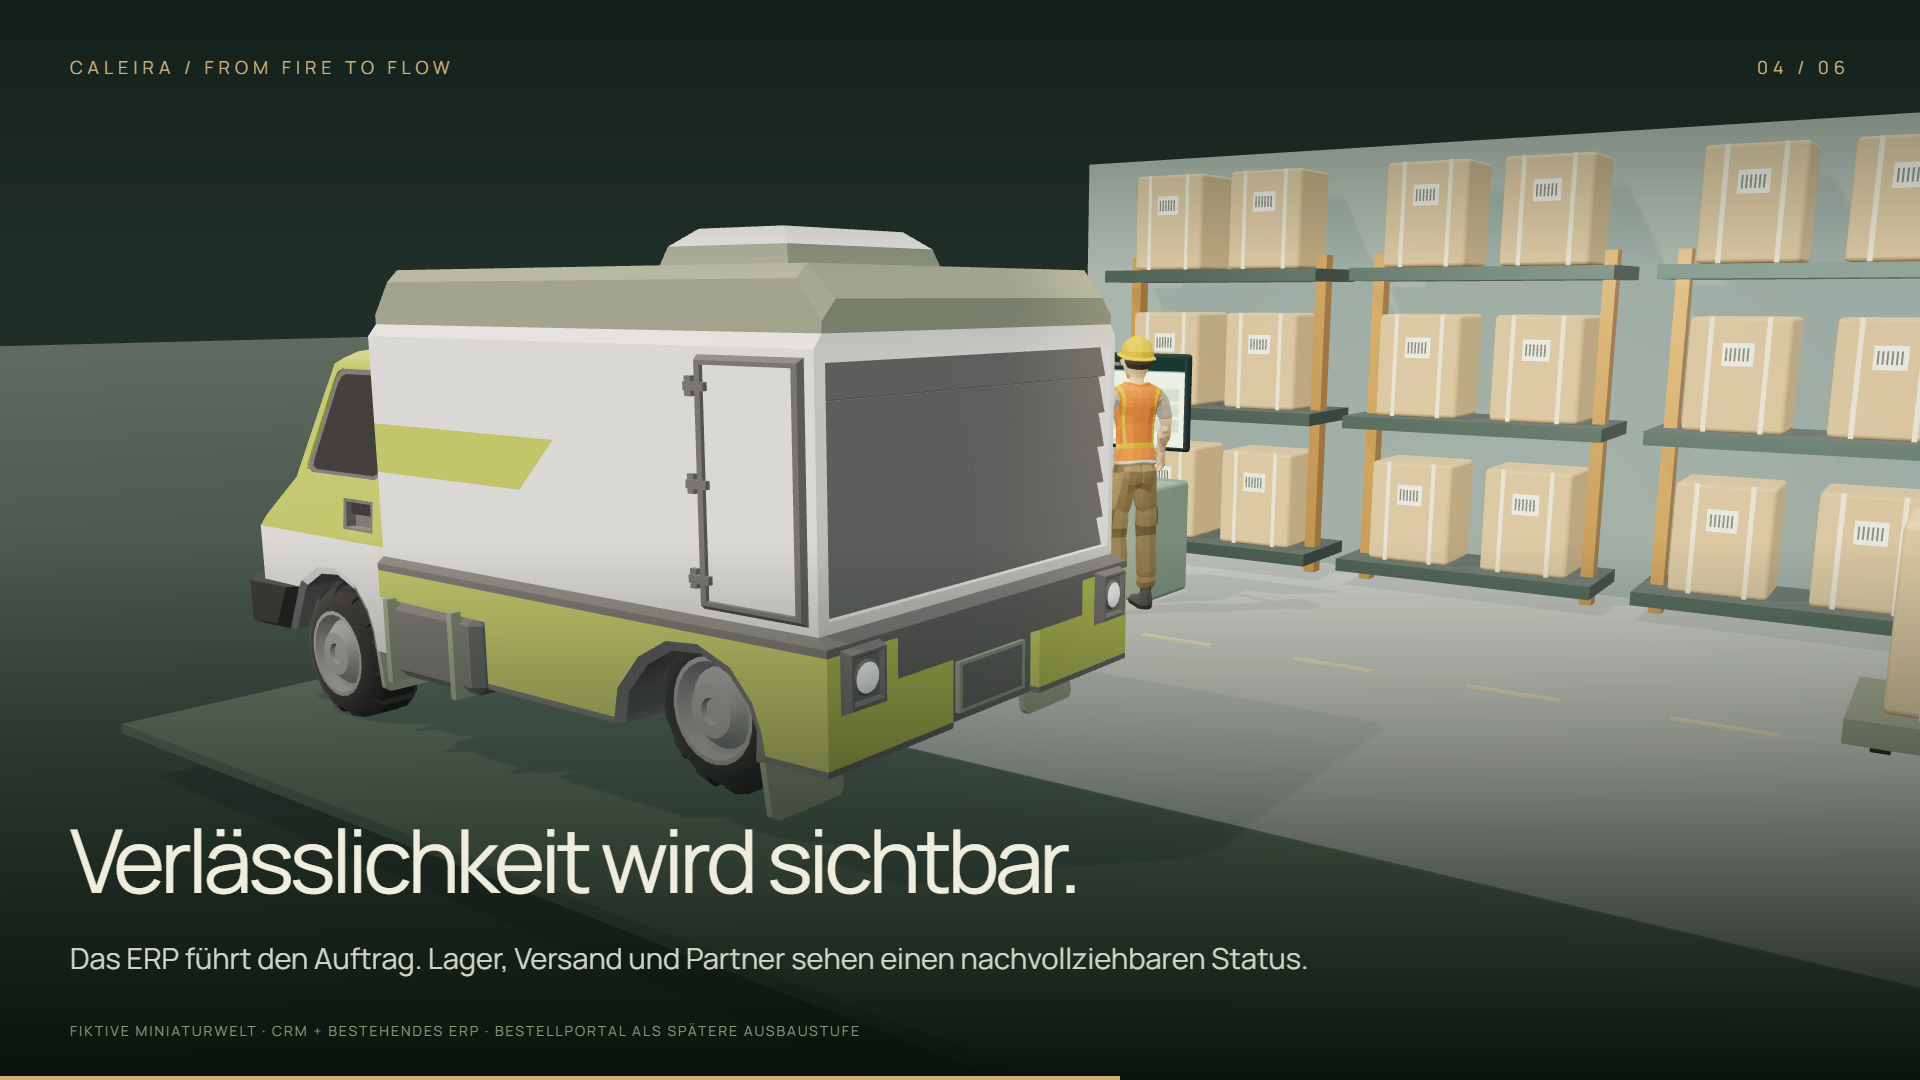 CALEIRA / FROM FIRE TO FLOW
04 / 06
Verlässlichkeit wird sichtbar.
Das ERP führt den Auftrag. Lager, Versand und Partner sehen einen nachvollziehbaren Status.
FIKTIVE MINIATURWELT · CRM + BESTEHENDES ERP · BESTELLPORTAL ALS SPÄTERE AUSBAUSTUFE